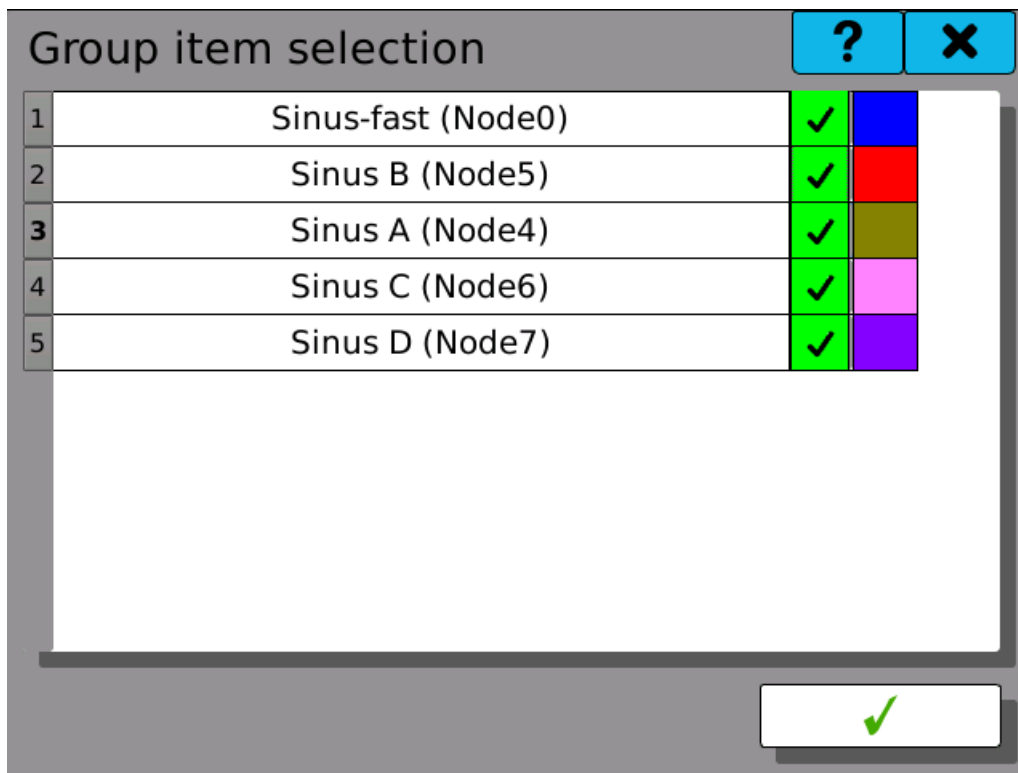 Group item selection ?
1 Sinus-fast (Node0)
2 Sinus B (Node5)
3 Sinus A (Node4)
4 Sinus C (Node6)
5 Sinus D (Node7)